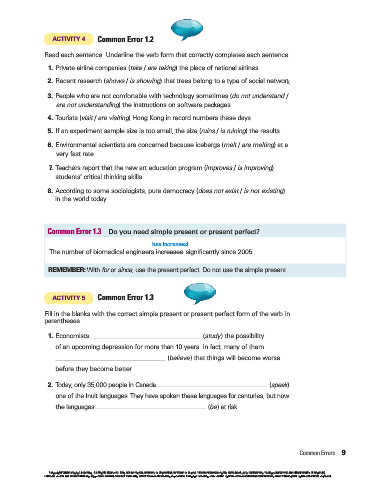 ACTIVITY 4 Common Error 1.2
Read each sentence Underline the verb form that correctly completes each sentence
1. Private airline companies (take / are taking) the place of national airlines
2. Recent research (shows / is showing) that trees belong to a type of social network
3. People who are not comfortable with technology sometimes (do not understand /
are not understanding) the instructions on software packages
4. Tourists (visit / are visiting) Hong Kong in record numbers these days
5. If an experiment sample size is too small, the size (ruins / is ruining) the results
6. Environmental scientists are concerned because icebergs (melt / are melting) at a
very fast rate
7. Teachers report that the new art education program (improves / is improving)
students' critical thinking skills
8. According to some sociologists, pure democracy (does not exist / is not existing)
in the world today
Common Error 1.3 Do you need simple present or present perfect?
has increased
The number of biomedical engineers increases significantly since 2005
REMEMBER: With for or since, use the present perfect. Do not use the simple present
ACTIVITY 5 Common Error 1.3
Fill in the blanks with the correct simple present or present perfect form of the verb in
parentheses
1. Economists (study) the possibility
of an upcoming depression for more than 10 years In fact, many of them
(believe) that things will become worse
before they become better
2. Today, only 35,000 people in Canada (speak)
one of the Inuit languages They have spoken these languages for centuries, but now
the languages (be) at risk
Common Errors 9